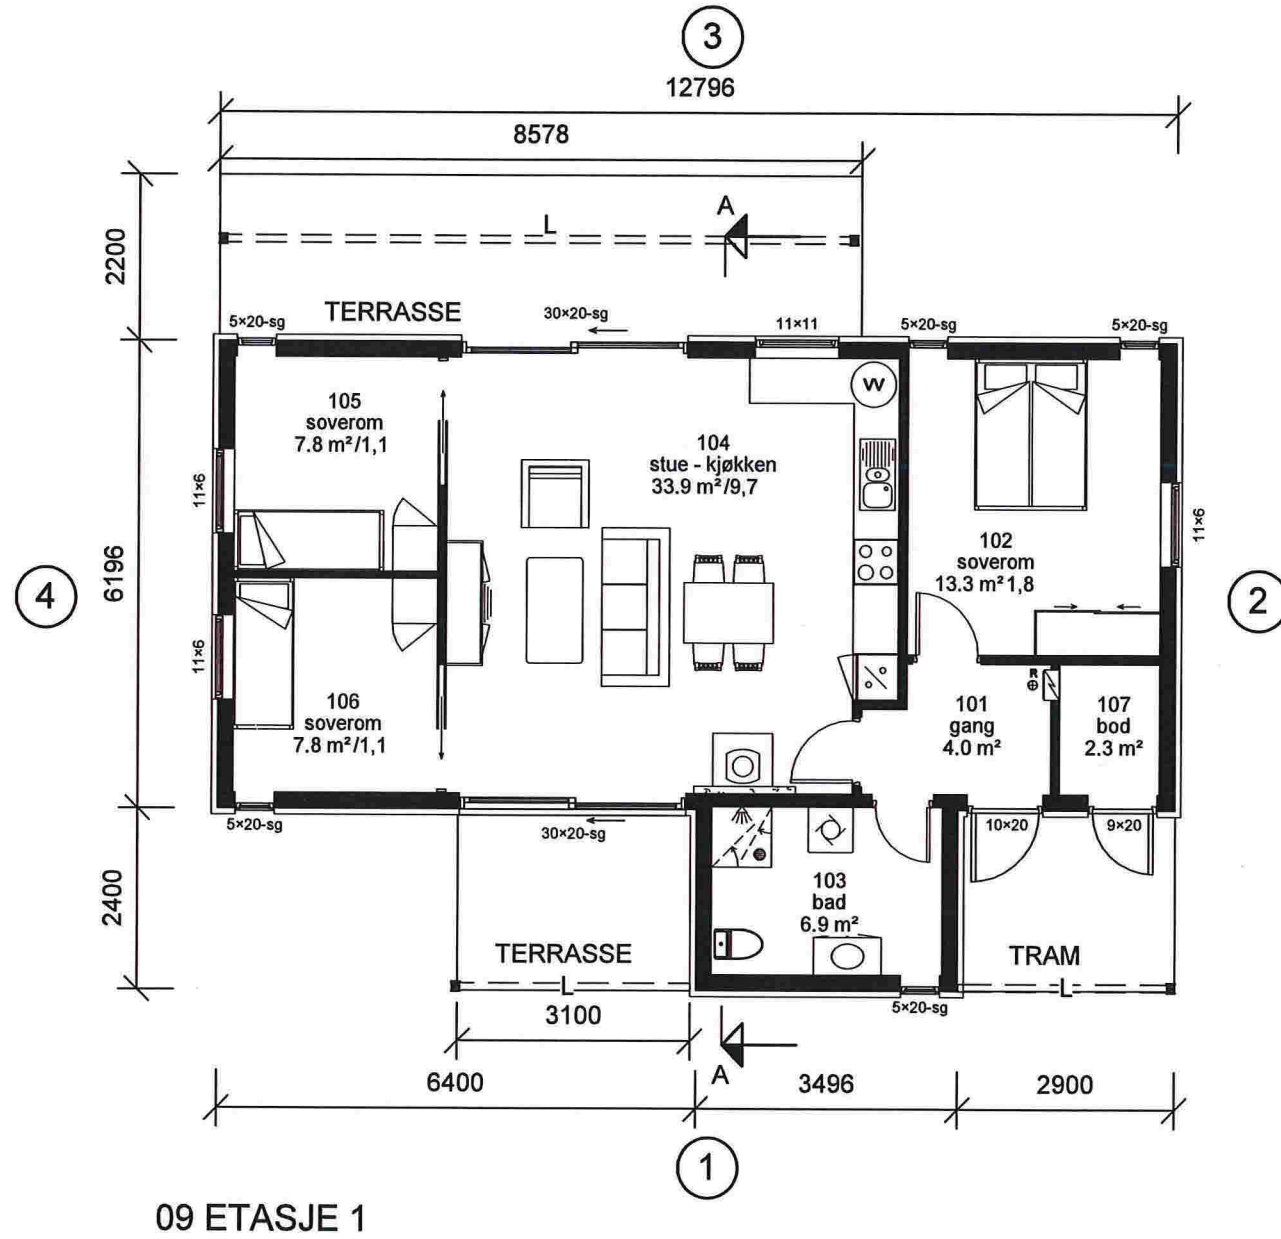 3
12796
8578
A
L
2200
TERRASSE
5×20-sg
30×20-sg
11×11
5×20-sg
5×20-sg
VV
105
soverom
7.8 m²/1,1
104
stue - kjøkken
33.9 m²/9,7
11×6
11×6
102
soverom
13.3 m² 1,8
4
6196
2
11×6
R
106
soverom
7.8 m²/1,1
101
gang
4.0 m²
107
bod
2.3 m²
5×20-sg
30×20-sg
10×20
9×20
103
bad
6.9 m²
2400
TERRASSE
L
TRAM
L
5×20-sg
3100
A
6400
3496
2900
1
09 ETASJE 1